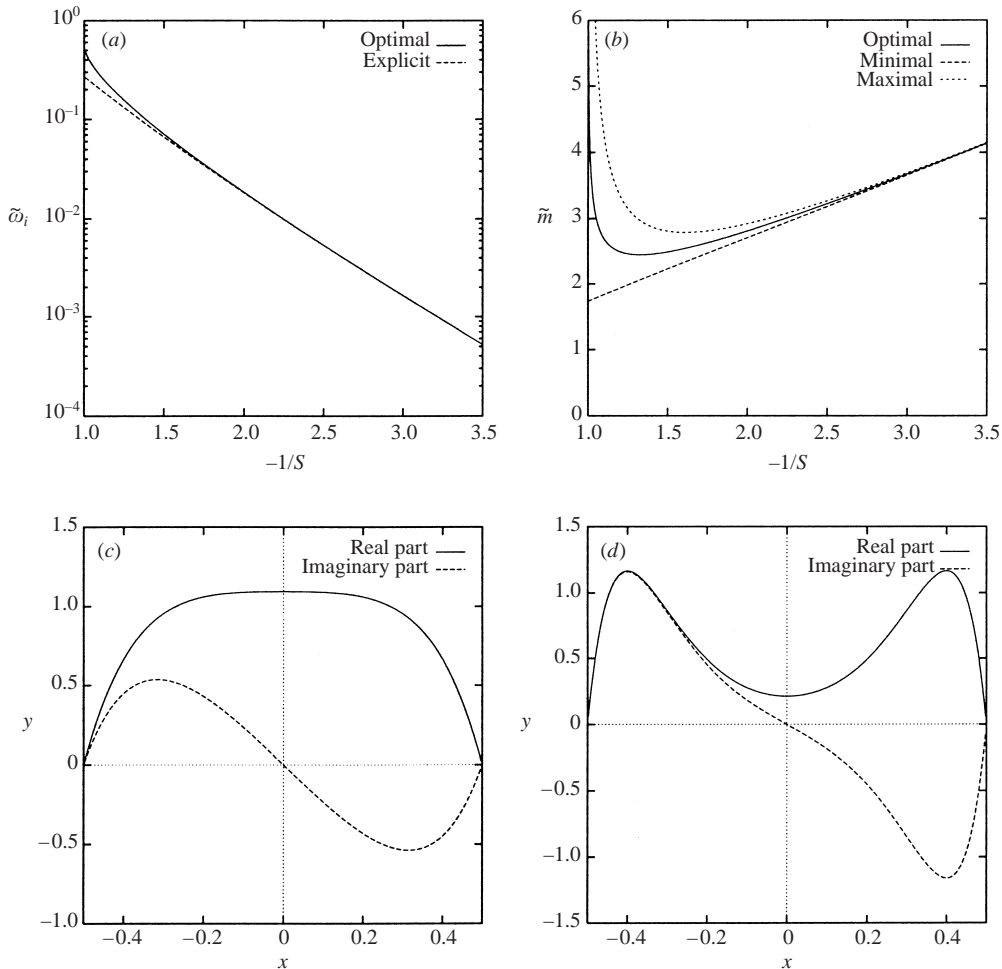 (a)
Optimal
Explicit
10⁰
10⁻¹
10⁻²
10⁻³
10⁻⁴
ω̃ᵢ
1.0 1.5 2.0 2.5 3.0 3.5
–1/S
(b)
Optimal
Minimal
Maximal
6
5
4
3
2
1
0
m̃
1.0 1.5 2.0 2.5 3.0 3.5
–1/S
(c)
Real part
Imaginary part
1.5
1.0
0.5
0
–0.5
–1.0
y
–0.4 –0.2 0 0.2 0.4
x
(d)
Real part
Imaginary part
1.5
1.0
0.5
0
–0.5
–1.0
–1.5
y
–0.4 –0.2 0 0.2 0.4
x